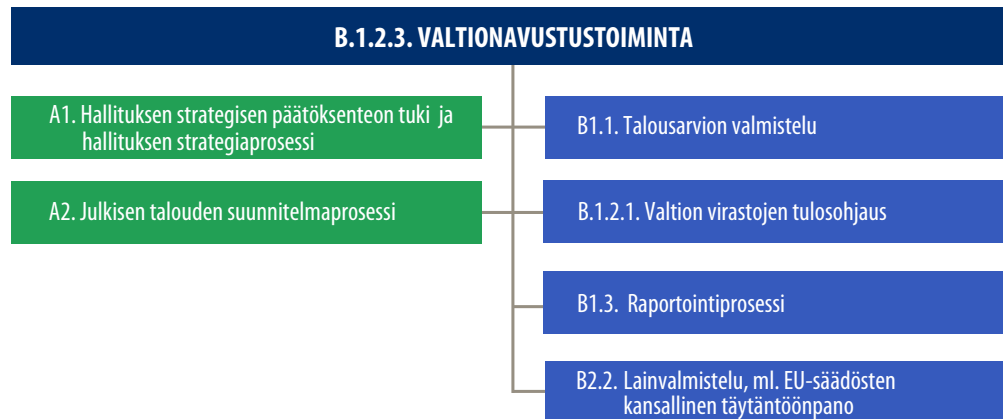 B.1.2.3. VALTIONAVUSTUSTOIMINTA
A1. Hallituksen strategisen päätöksenteon tuki ja
hallituksen strategiaprosessi
A2. Julkisen talouden suunnitelmaprosessi
B1.1. Talousarvion valmistelu
B.1.2.1. Valtion virastojen tulosohjaus
B1.3. Raportointiprosessi
B2.2. Lainvalmistelu, ml. EU-säädösten
kansallinen täytäntöönpano